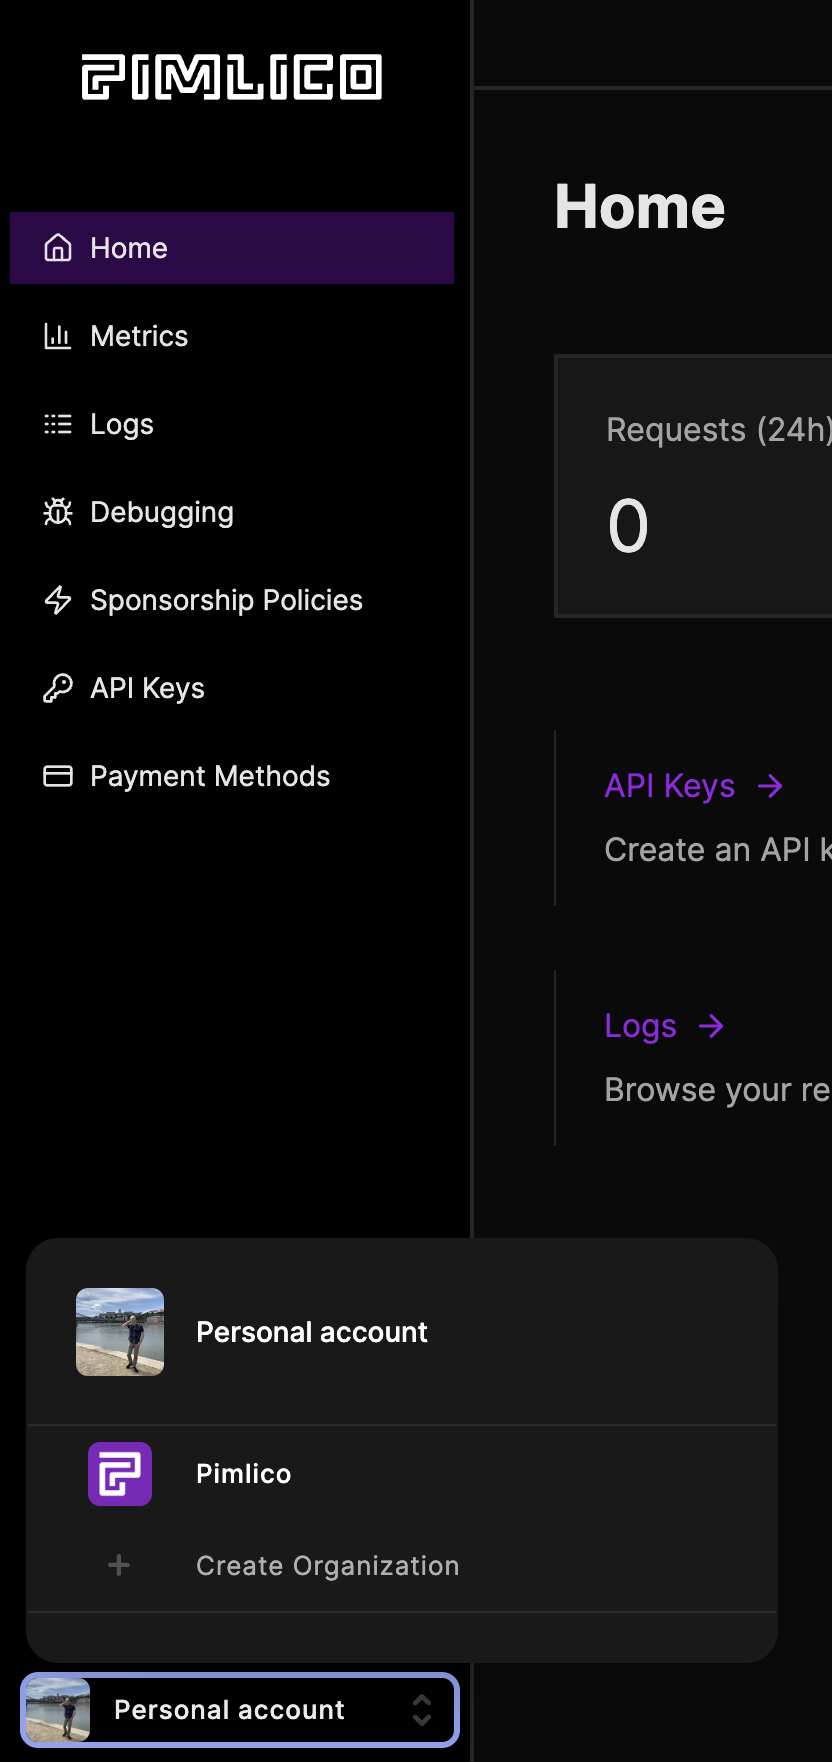 PIMLICO
Home
Metrics
Logs
Debugging
Sponsorship Policies
API Keys
Payment Methods
Home
Requests (24h)
0
API Keys →
Create an API
Logs →
Browse your re
Personal account
Pimlico
+ Create Organization
Personal account